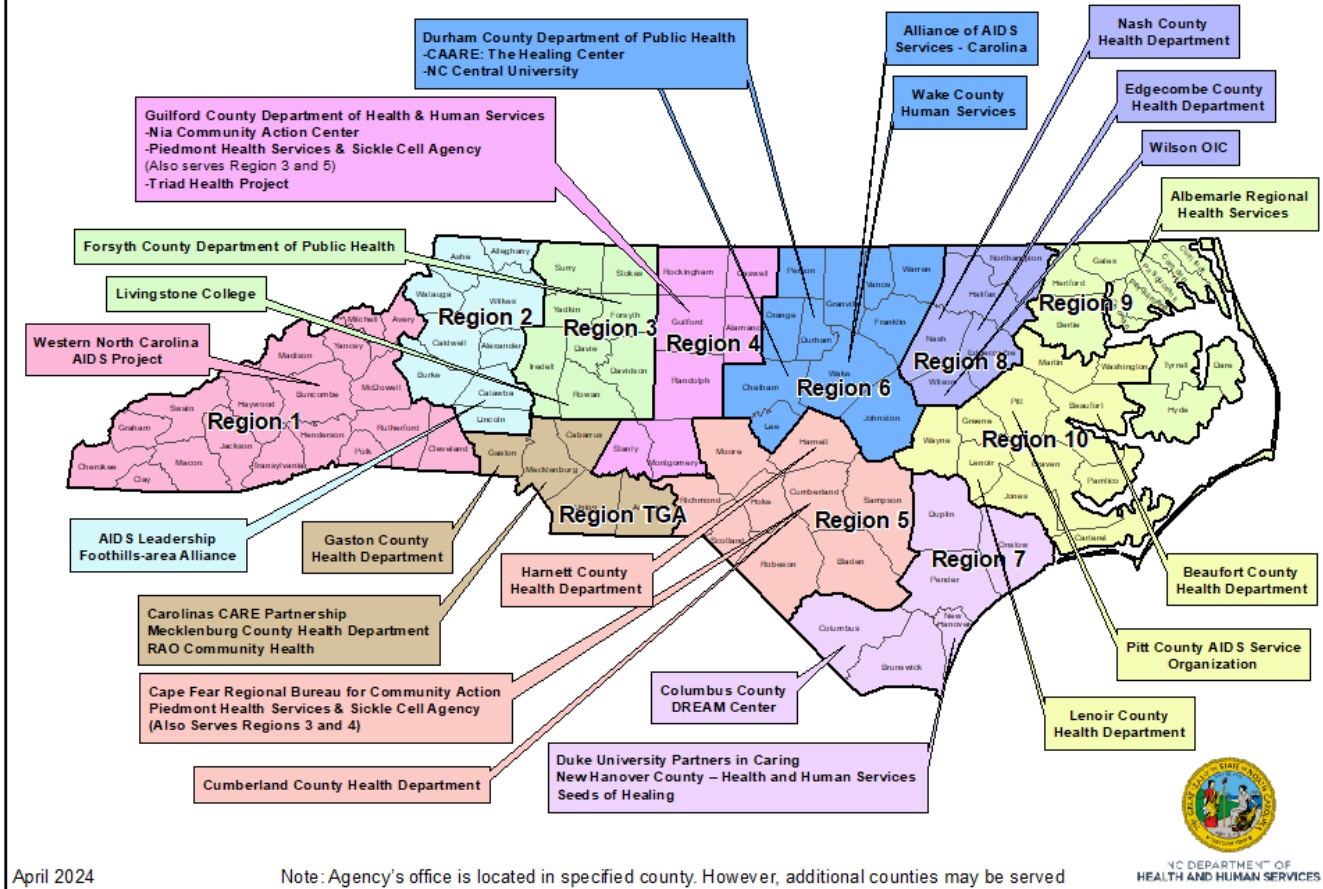 Durham County Department of Public Health
-CAARE: The Healing Center
-NC Central University
Alliance of AIDS
Services - Carolina
Nash County
Health Department
Wake County
Human Services
Edgecombe County
Health Department
Wilson OIC
Guilford County Department of Health & Human Services
-Nia Community Action Center
-Piedmont Health Services & Sickle Cell Agency
(Also serves Region 3 and 5)
-Triad Health Project
Albemarle Regional
Health Services
Forsyth County Department of Public Health
Livingstone College
Western North Carolina
AIDS Project
Region 1
Cherokee
Graham
Swain
Clay
Macon
Jackson
Haywood
Transylvania
Henderson
Buncombe
Madison
Yancey
Mitchell
Avery
McDowell
Rutherford
Polk
Cleveland
Region 2
Ashe
Alleghany
Watauga
Wilkes
Caldwell
Alexander
Burke
Catawba
Lincoln
Region 3
Surry
Stokes
Yadkin
Forsyth
Davie
Iredell
Davidson
Rowan
Region 4
Rockingham
Caswell
Guilford
Alamance
Randolph
Stanly
Montgomery
Region TGA
Gaston
Mecklenburg
Cabarrus
Union
Region 5
Moore
Harnett
Richmond
Hoke
Cumberland
Sampson
Scotland
Robeson
Bladen
Region 6
Person
Granville
Vance
Warren
Orange
Durham
Franklin
Chatham
Wake
Lee
Johnston
Region 7
Duplin
Onslow
Pender
New
Hanover
Columbus
Brunswick
Region 8
Northampton
Halifax
Nash
Edgecombe
Wilson
Region 9
Gates
Hertford
Bertie
Tyrrell
Dare
Hyde
Region 10
Martin
Washington
Pitt
Beaufort
Greene
Wayne
Lenoir
Craven
Pamlico
Jones
Carteret
AIDS Leadership
Foothills-area Alliance
Gaston County
Health Department
Harnett County
Health Department
Carolinas CARE Partnership
Mecklenburg County Health Department
RAO Community Health
Cape Fear Regional Bureau for Community Action
Piedmont Health Services & Sickle Cell Agency
(Also Serves Regions 3 and 4)
Cumberland County Health Department
Columbus County
DREAM Center
Duke University Partners in Caring
New Hanover County – Health and Human Services
Seeds of Healing
Beaufort County
Health Department
Pitt County AIDS Service
Organization
Lenoir County
Health Department
NC DEPARTMENT OF
HEALTH AND HUMAN SERVICES
April 2024
Note: Agency's office is located in specified county. However, additional counties may be served